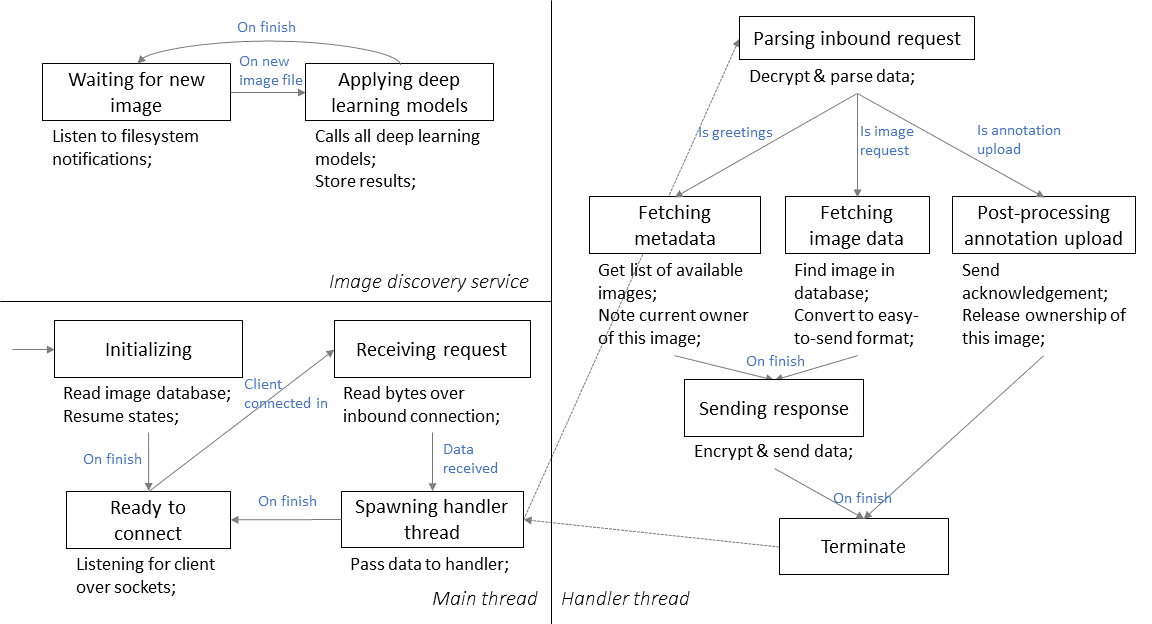 On finish
On new
image file
Waiting for new
image
Applying deep
learning models
Listen to filesystem
notifications;
Calls all deep learning
models;
Store results;
Image discovery service
Initializing
Read image database;
Resume states;
On finish
Client
connected in
Receiving request
Read bytes over
inbound connection;
Data
received
Ready to
connect
On finish
Spawning handler
thread
Listening for client
over sockets;
Pass data to handler;
Main thread
Parsing inbound request
Decrypt & parse data;
Is greetings
Is image
request
Is annotation
upload
Fetching
metadata
Fetching
image data
Post-processing
annotation upload
Get list of available
images;
Note current owner
of this image;
Find image in
database;
Convert to easy-
to-send format;
Send
acknowledgement;
Release ownership of
this image;
On finish
Sending response
Encrypt & send data;
On finish
Terminate
Handler thread